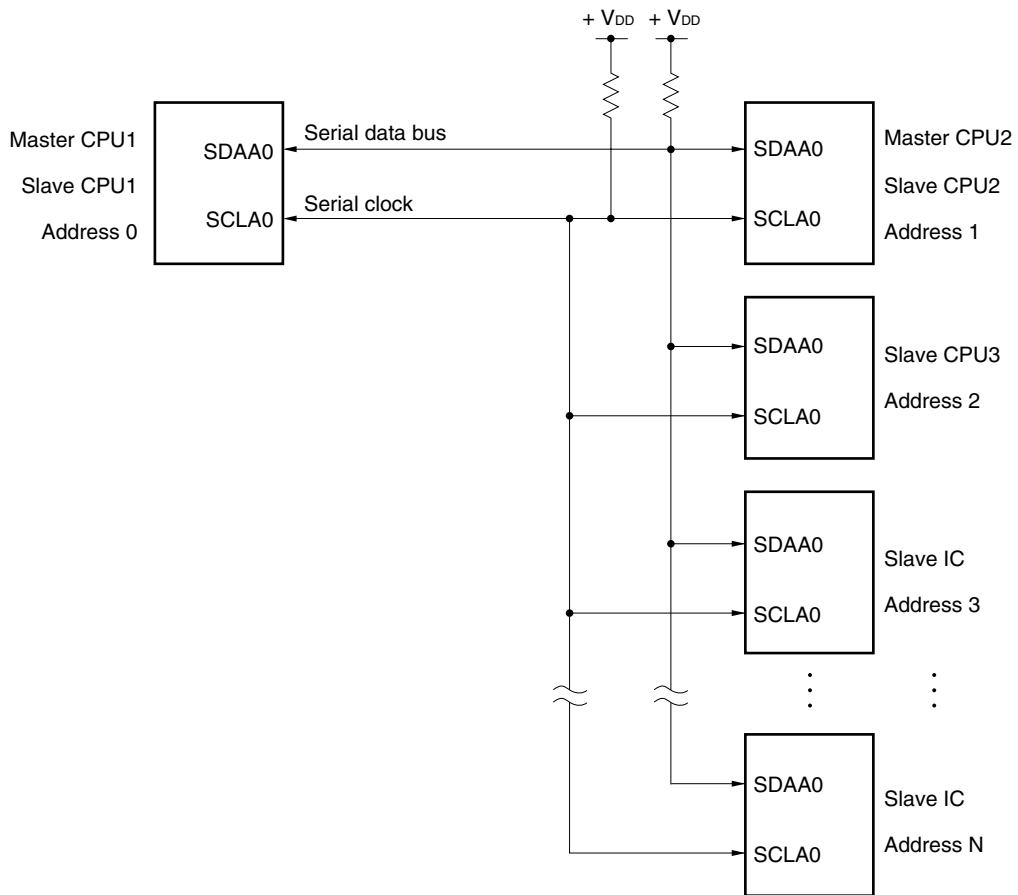 + VDD + VDD
Master CPU1
Slave CPU1
Address 0
SDAA0
SCLA0
Serial data bus
Serial clock
SDAA0
SCLA0
Master CPU2
Slave CPU2
Address 1
SDAA0
SCLA0
Slave CPU3
Address 2
SDAA0
SCLA0
Slave IC
Address 3
SDAA0
SCLA0
Slave IC
Address N